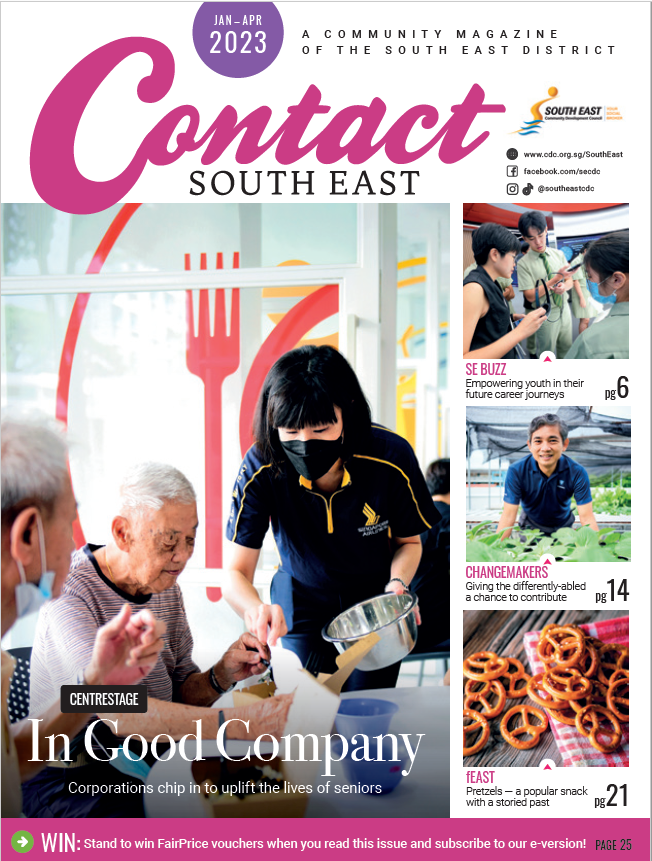 JAN–APR
2023
A COMMUNITY MAGAZINE
OF THE SOUTH EAST DISTRICT
Contact
SOUTH EAST
SOUTH EAST
Community Development Council
www.cdc.org.sg/SouthEast
facebook.com/secdc
@southeastcdc
SE BUZZ
Empowering youth in their
future career journeys
pg6
SINGAPORE
AIRLINES
CHANGEMAKERS
Giving the differently-abled
a chance to contribute
pg14
CENTRESTAGE
In Good Company
Corporations chip in to uplift the lives of seniors
fEAST
Pretzels — a popular snack
with a storied past
pg21
WIN: Stand to win FairPrice vouchers when you read this issue and subscribe to our e-version! PAGE 25